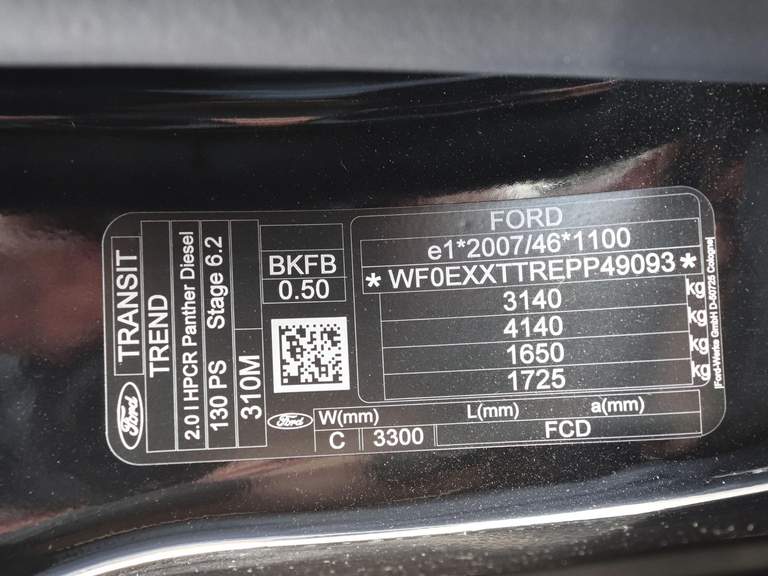 Ford
TRANSIT
TREND
2.0 l HPCR Panther Diesel
130 PS Stage 6.2
310M
BKFB
0.50
Ford
FORD
e1*2007/46*1100
* WF0EXXTTREPP49093 *
3140 kg
4140 kg
1650 kg
1725 kg
W(mm) L(mm) a(mm)
C 3300 FCD
Ford-Werke GmbH D-50725 Cologne